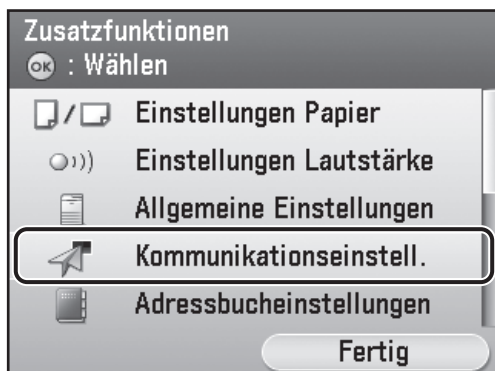 Zusatzfunktionen
OK : Wählen
Einstellungen Papier
Einstellungen Lautstärke
Allgemeine Einstellungen
Kommunikationseinstell.
Adressbucheinstellungen
Fertig